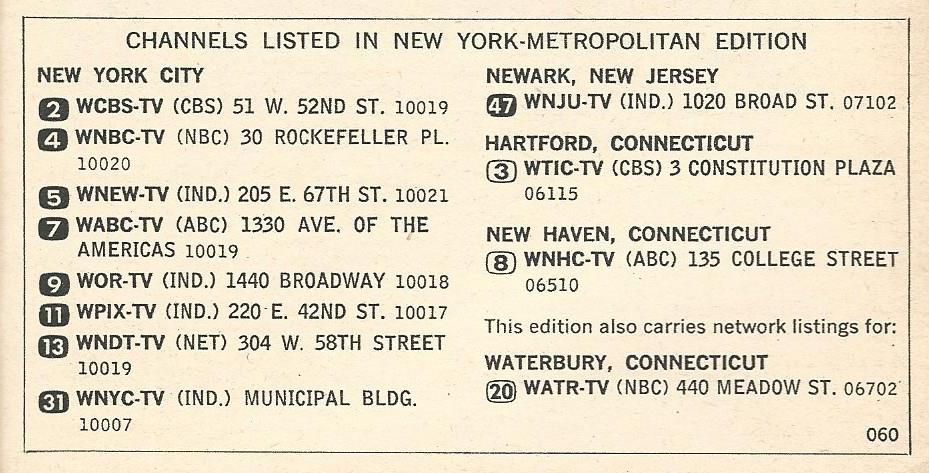 CHANNELS LISTED IN NEW YORK-METROPOLITAN EDITION
NEW YORK CITY
2 WCBS-TV (CBS) 51 W. 52ND ST. 10019
4 WNBC-TV (NBC) 30 ROCKEFELLER PL.
10020
5 WNEW-TV (IND.) 205 E. 67TH ST. 10021
7 WABC-TV (ABC) 1330 AVE. OF THE
AMERICAS 10019
9 WOR-TV (IND.) 1440 BROADWAY 10018
11 WPIX-TV (IND.) 220 E. 42ND ST. 10017
13 WNDT-TV (NET) 304 W. 58TH STREET
10019
31 WNYC-TV (IND.) MUNICIPAL BLDG.
10007
NEWARK, NEW JERSEY
47 WNJU-TV (IND.) 1020 BROAD ST. 07102
HARTFORD, CONNECTICUT
3 WTIC-TV (CBS) 3 CONSTITUTION PLAZA
06115
NEW HAVEN, CONNECTICUT
8 WNHC-TV (ABC) 135 COLLEGE STREET
06510
This edition also carries network listings for:
WATERBURY, CONNECTICUT
20 WATR-TV (NBC) 440 MEADOW ST. 06702
060